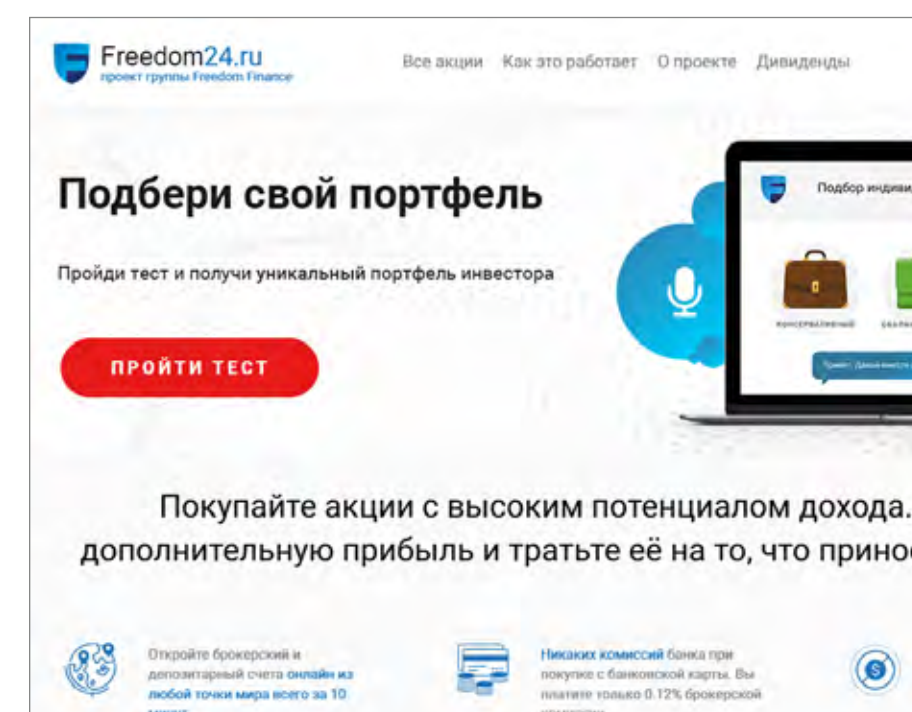 Freedom24.ru
проект группы Freedom Finance
Все акции Как это работает О проекте Дивиденды
Подбери свой портфель
Подбор
Пройди тест и получи уникальный портфель инвестора
КОНСЕРВАТИВНЫЙ
ПРОЙТИ ТЕСТ
Покупайте акции с высоким потенциалом дохода.
дополнительную прибыль и тратьте её на то, что
Откройте брокерский и
депозитарный счета онлайн из
любой точки мира всего за 10
Никаких комиссий банка при
покупке с банковской карты. Вы
платите только 0.12% брокерской